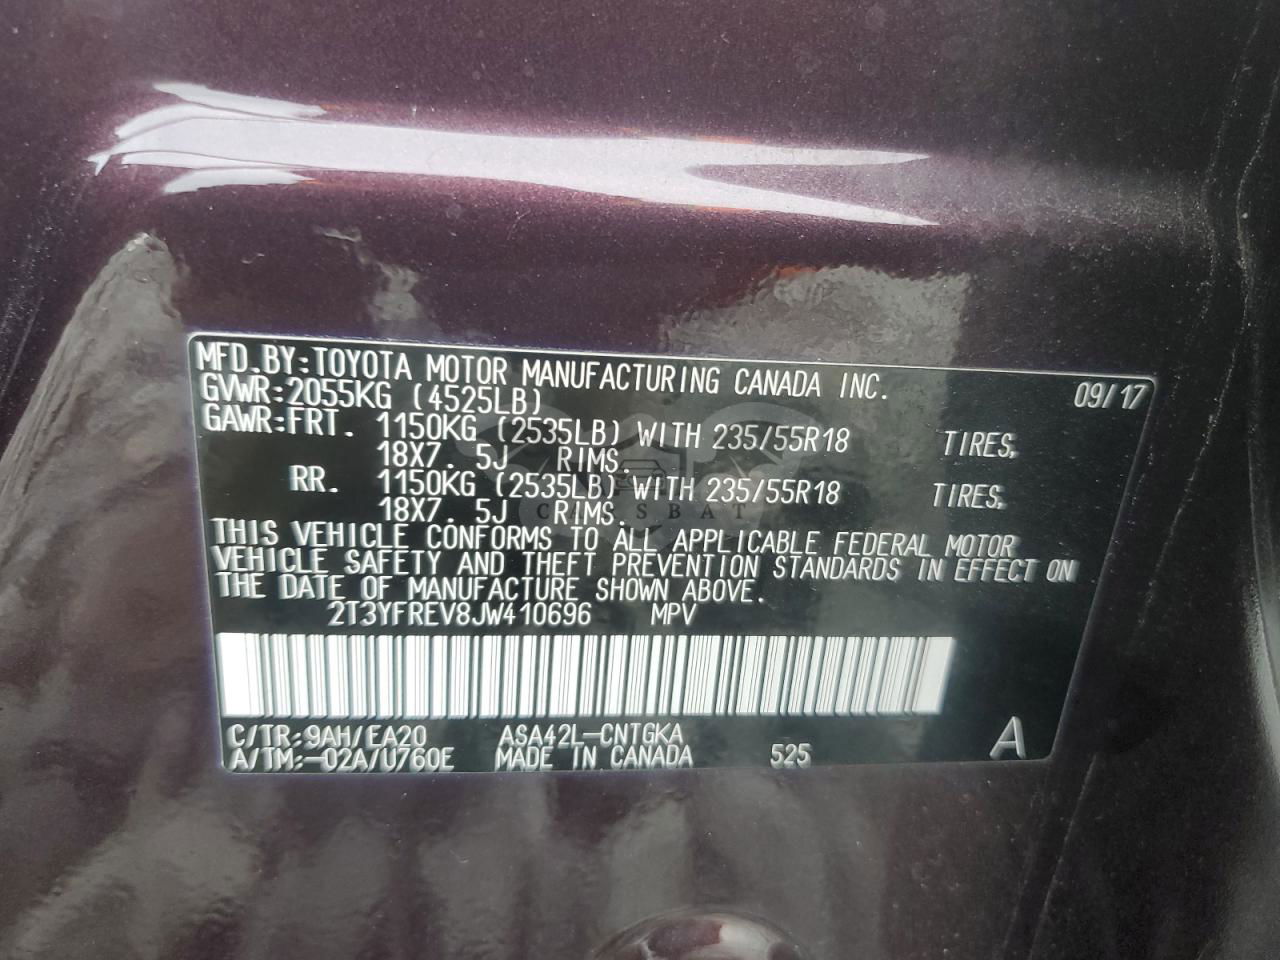 MFD.BY:TOYOTA MOTOR MANUFACTURING CANADA INC.
GVWR:2055KG (4525LB) 09/17
GAWR:FRT. 1150KG (2535LB) WITH 235/55R18 TIRES,
18X7. 5J RIMS.
RR. 1150KG (2535LB) WITH 235/55R18 TIRES,
18X7. 5J RIMS.
THIS VEHICLE CONFORMS TO ALL APPLICABLE FEDERAL MOTOR
VEHICLE SAFETY AND THEFT PREVENTION STANDARDS IN EFFECT ON
THE DATE OF MANUFACTURE SHOWN ABOVE.
2T3YFREV8JW410696 MPV
C/TR:9AH/EA20 ASA42L-CNTGKA
A/TM:-02A/U760E MADE IN CANADA 525 A